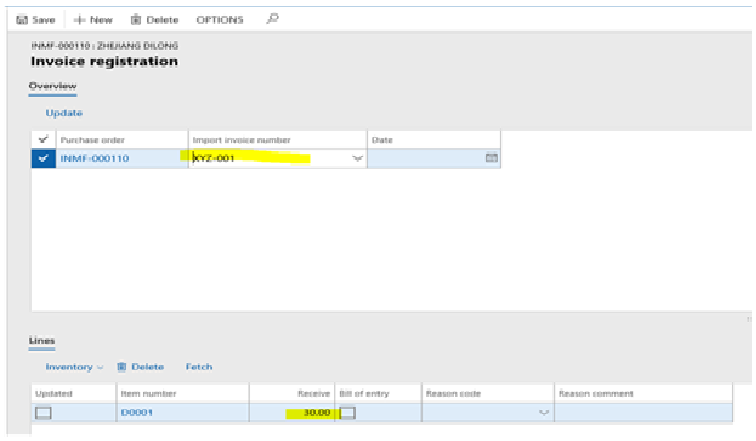 Save + New Delete OPTIONS
INMF-000110 : ZHEJIANG DILONG
Invoice registration
Overview
Update
Purchase order Import invoice number Date
INMF-000110 XYZ-001
Lines
Inventory Delete Fetch
Updated Item number Receive Bill of entry Reason code Reason comment
D0001 30.00